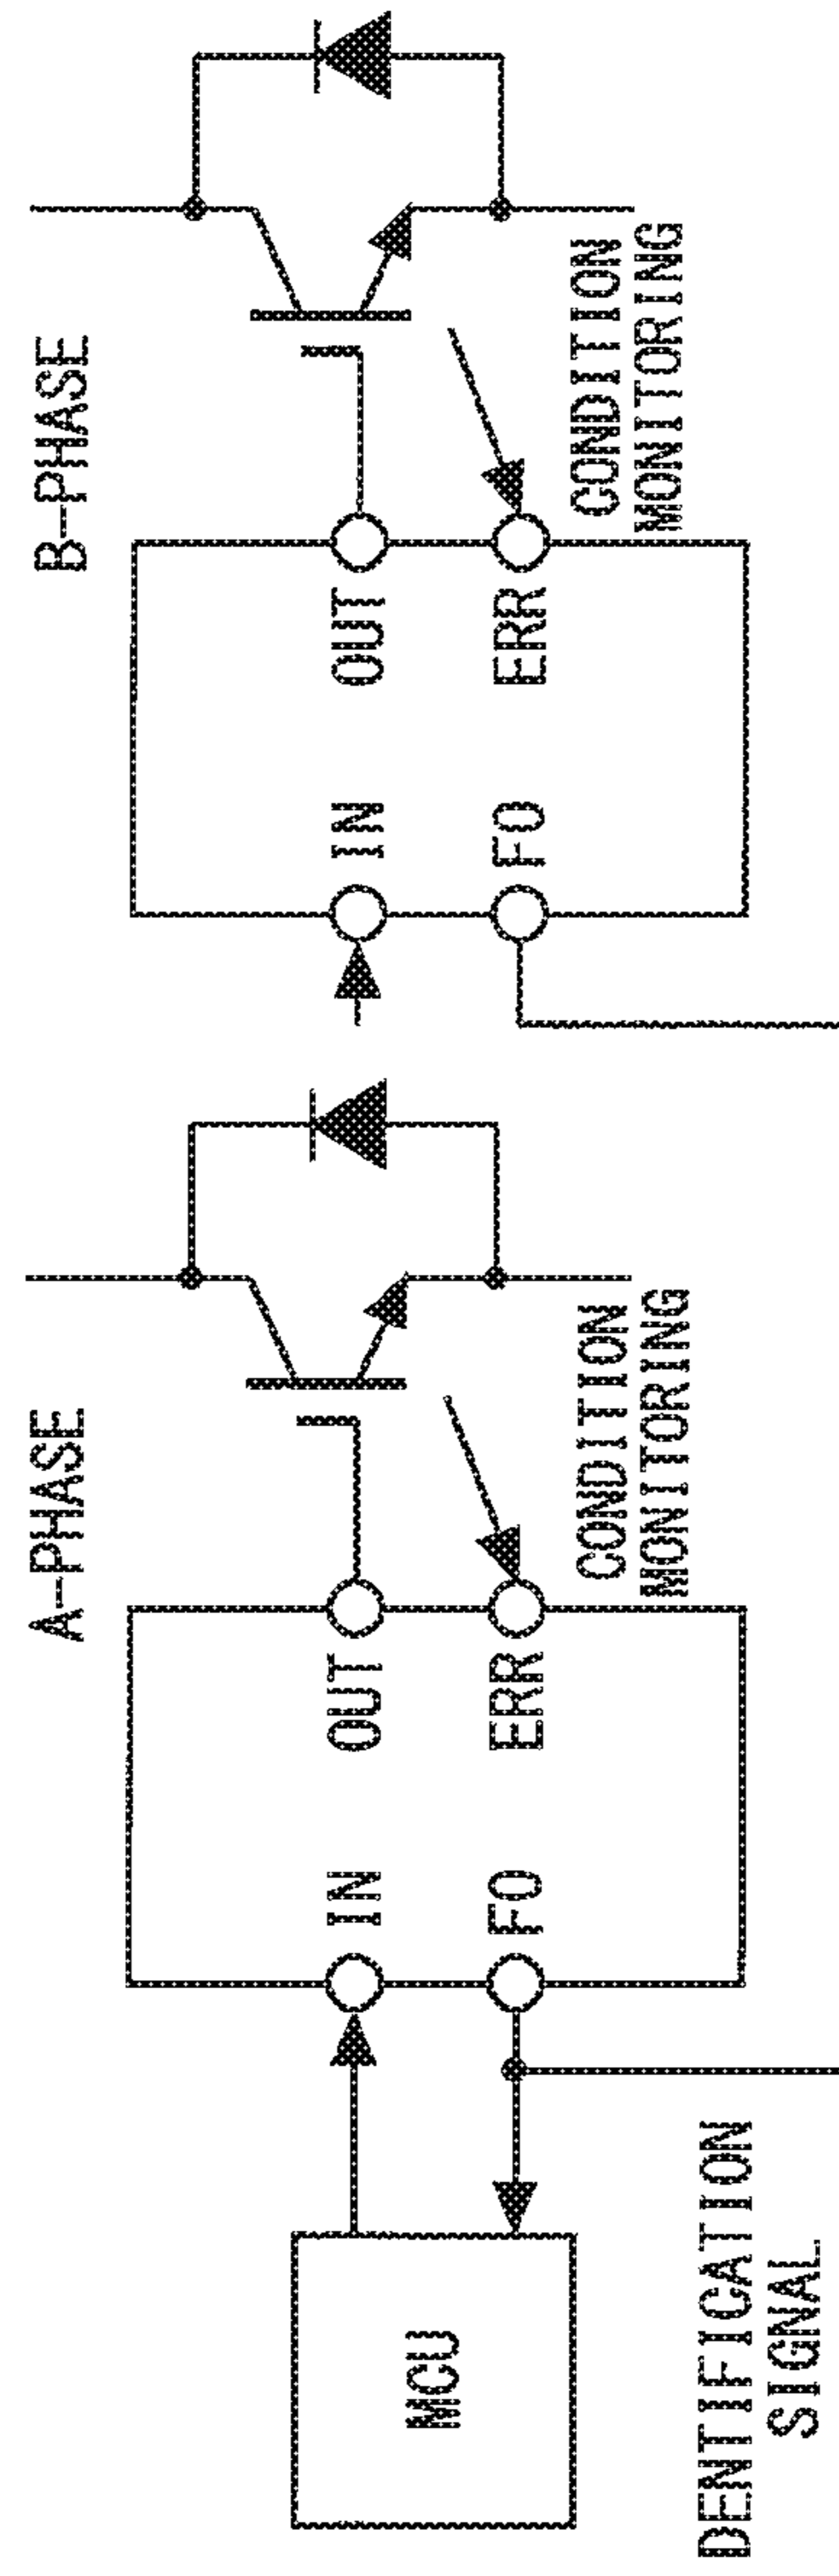 A-PHASE
B-PHASE
MCU
IN
OUT
FO
ERR
CONDITION
MONITORING
IN
OUT
FO
ERR
CONDITION
MONITORING
DENTIFICATION
SIGNAL